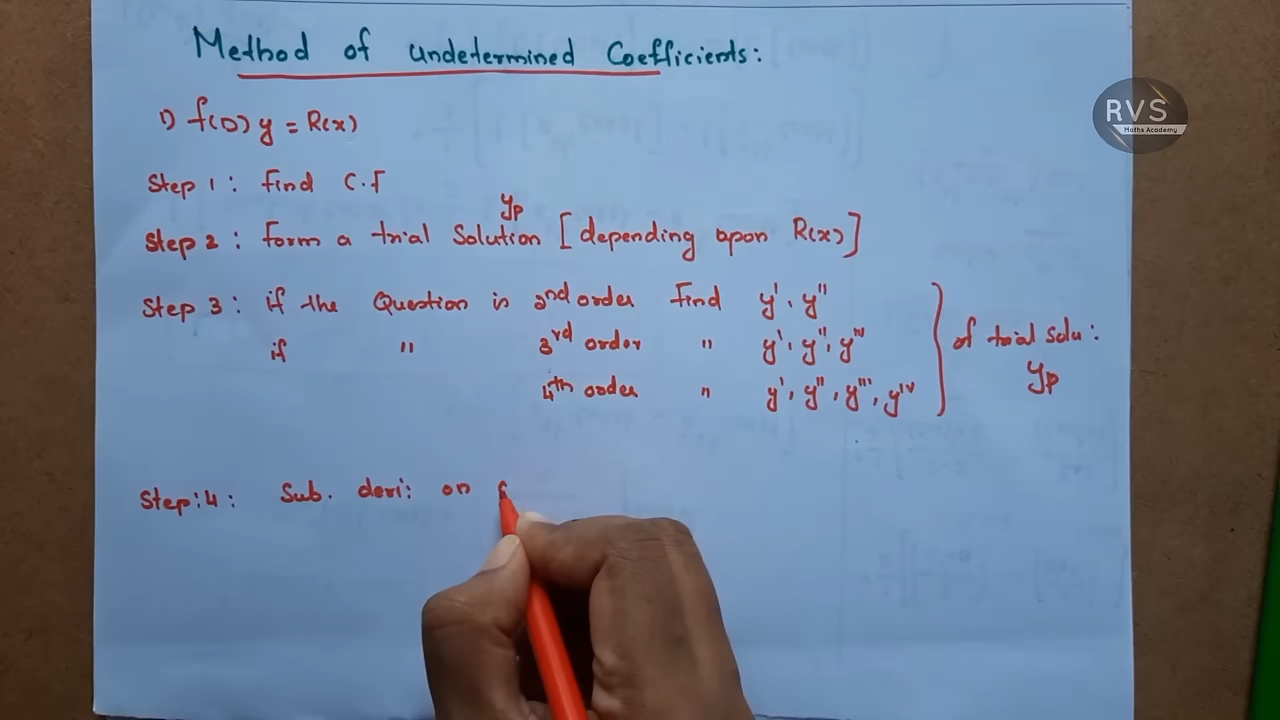 Method of undetermined Coefficients:
RVS
Maths Academy
1) f(D) y = R(x)
Step 1: find C.f
yp
Step 2: form a trial Solution [depending upon R(x)]
Step 3: if the Question is 2nd order find y', y''
if " 3rd order " y', y'', y'''
4th order " y', y'', y''', y'v
of trial solu:
yp
Step:4: Sub. deri: on